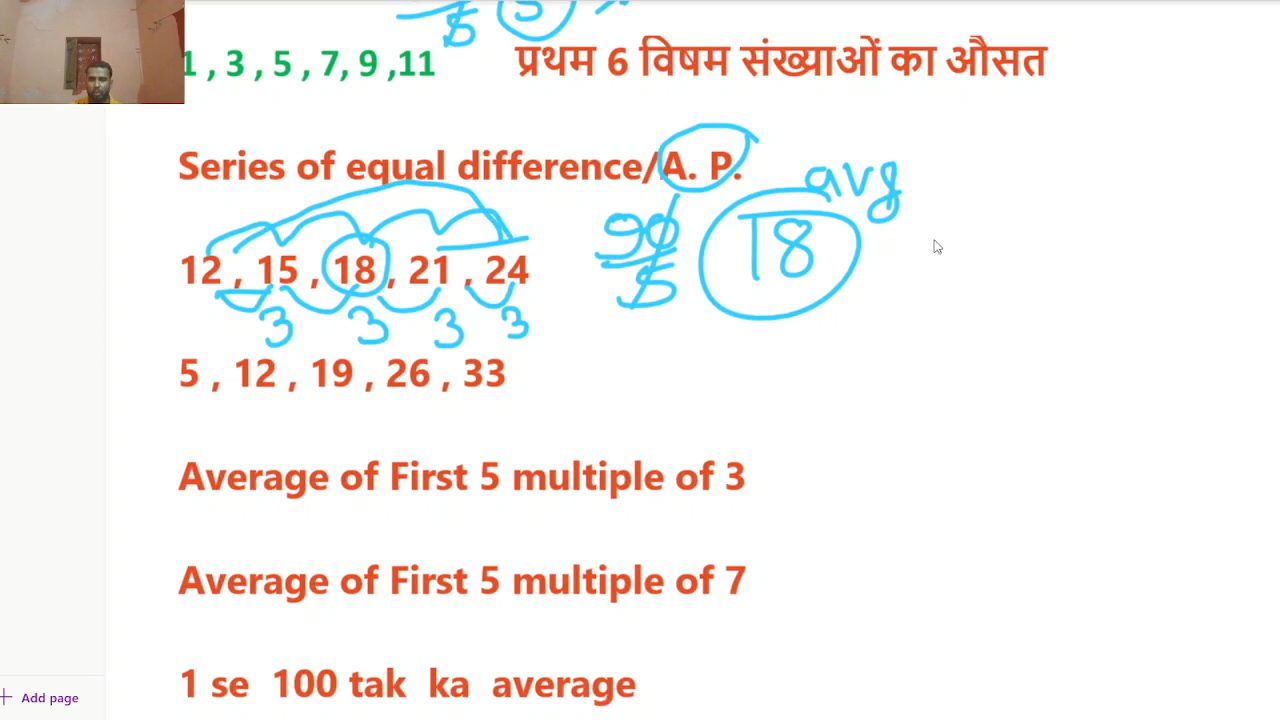 5 5
1 , 3 , 5 , 7, 9 ,11 प्रथम 6 विषम संख्याओं का औसत
Series of equal difference/A. P.
avg
90
5
18
12 , 15 , 18 , 21 , 24
3 3 3 3
5 , 12 , 19 , 26 , 33
Average of First 5 multiple of 3
Average of First 5 multiple of 7
1 se 100 tak ka average
Add page